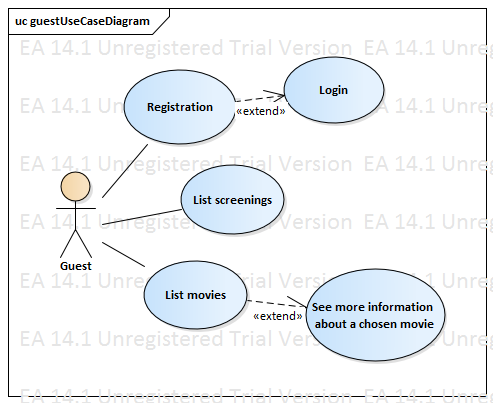 uc guestUseCaseDiagram
EA 14.1 Unregistered Trial Version EA 14.1 Unreg
Login
Registration
«extend»
EA 14.1 Unregistered Trial Version EA 14.1 Unreg
EA 14.1 Unregistered Trial Version EA 14.1 Unreg
List screenings
EA 14.1 Unregistered Trial Version EA 14.1 Unreg
Guest
EA 14.1 Unregistered Trial Version EA 14.1 Unreg
List movies
See more information
about a chosen movie
«extend»
EA 14.1 Unregistered Trial Version EA 14.1 Unreg
EA 14.1 Unregistered Trial Version EA 14.1 Unreg